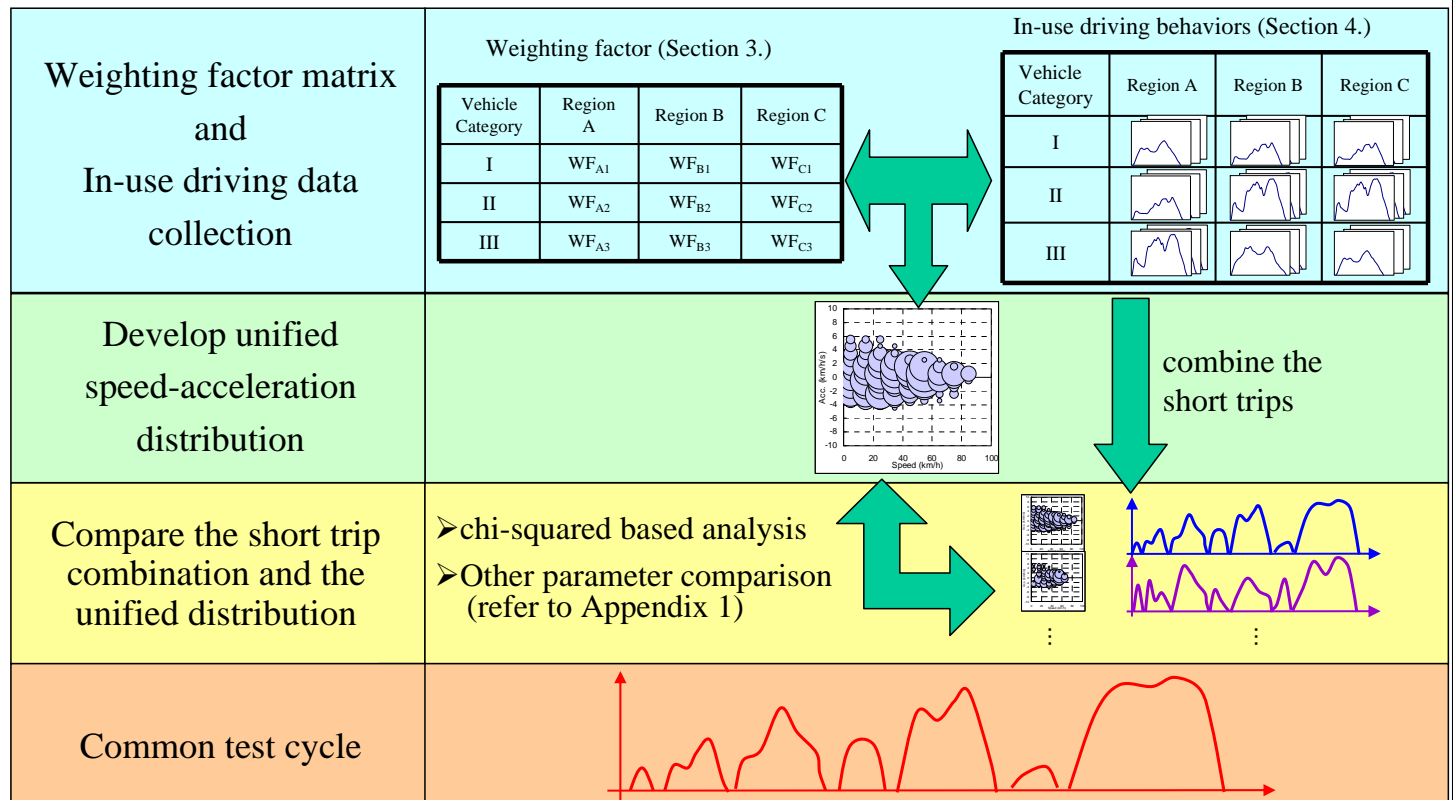 Weighting factor matrix
and
In-use driving data
collection
Weighting factor (Section 3.)
Vehicle Category
Region A
Region B
Region C
I
WFA1
WFB1
WFC1
II
WFA2
WFB2
WFC2
III
WFA3
WFB3
WFC3
In-use driving behaviors (Section 4.)
Vehicle Category
Region A
Region B
Region C
I
II
III
Develop unified
speed-acceleration
distribution
10
8
6
4
2
0
-2
-4
-6
-8
-10
Acc. (km/h/s)
0 20 40 60 80 100
Speed (km/h)
combine the
short trips
Compare the short trip
combination and the
unified distribution
➢chi-squared based analysis
➢Other parameter comparison
(refer to Appendix 1)
⋮ ⋮
Common test cycle